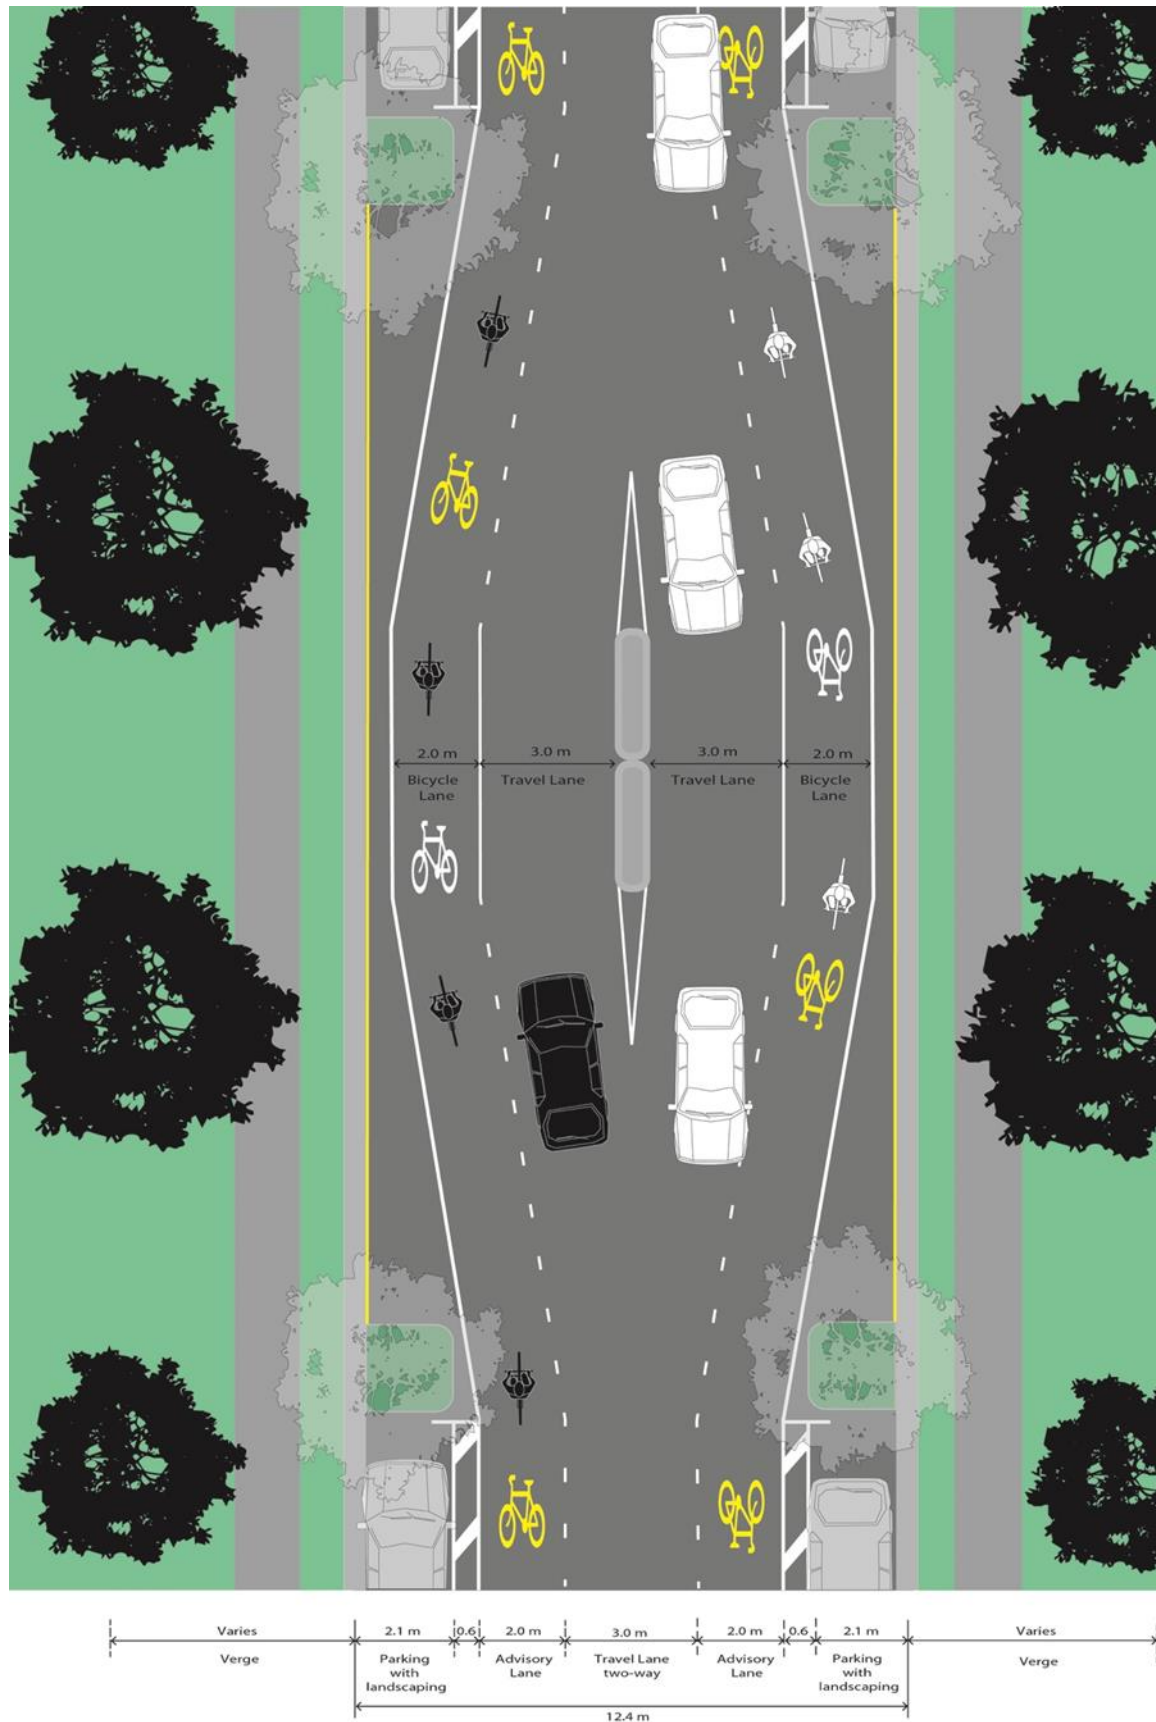 2.0 m
3.0 m
3.0 m
2.0 m
Bicycle
Lane
Travel Lane
Travel Lane
Bicycle
Lane
Varies
2.1 m
0.6
2.0 m
3.0 m
2.0 m
0.6
2.1 m
Varies
Verge
Parking
with
landscaping
Advisory
Lane
Travel Lane
two-way
Advisory
Lane
Parking
with
landscaping
Verge
12.4 m